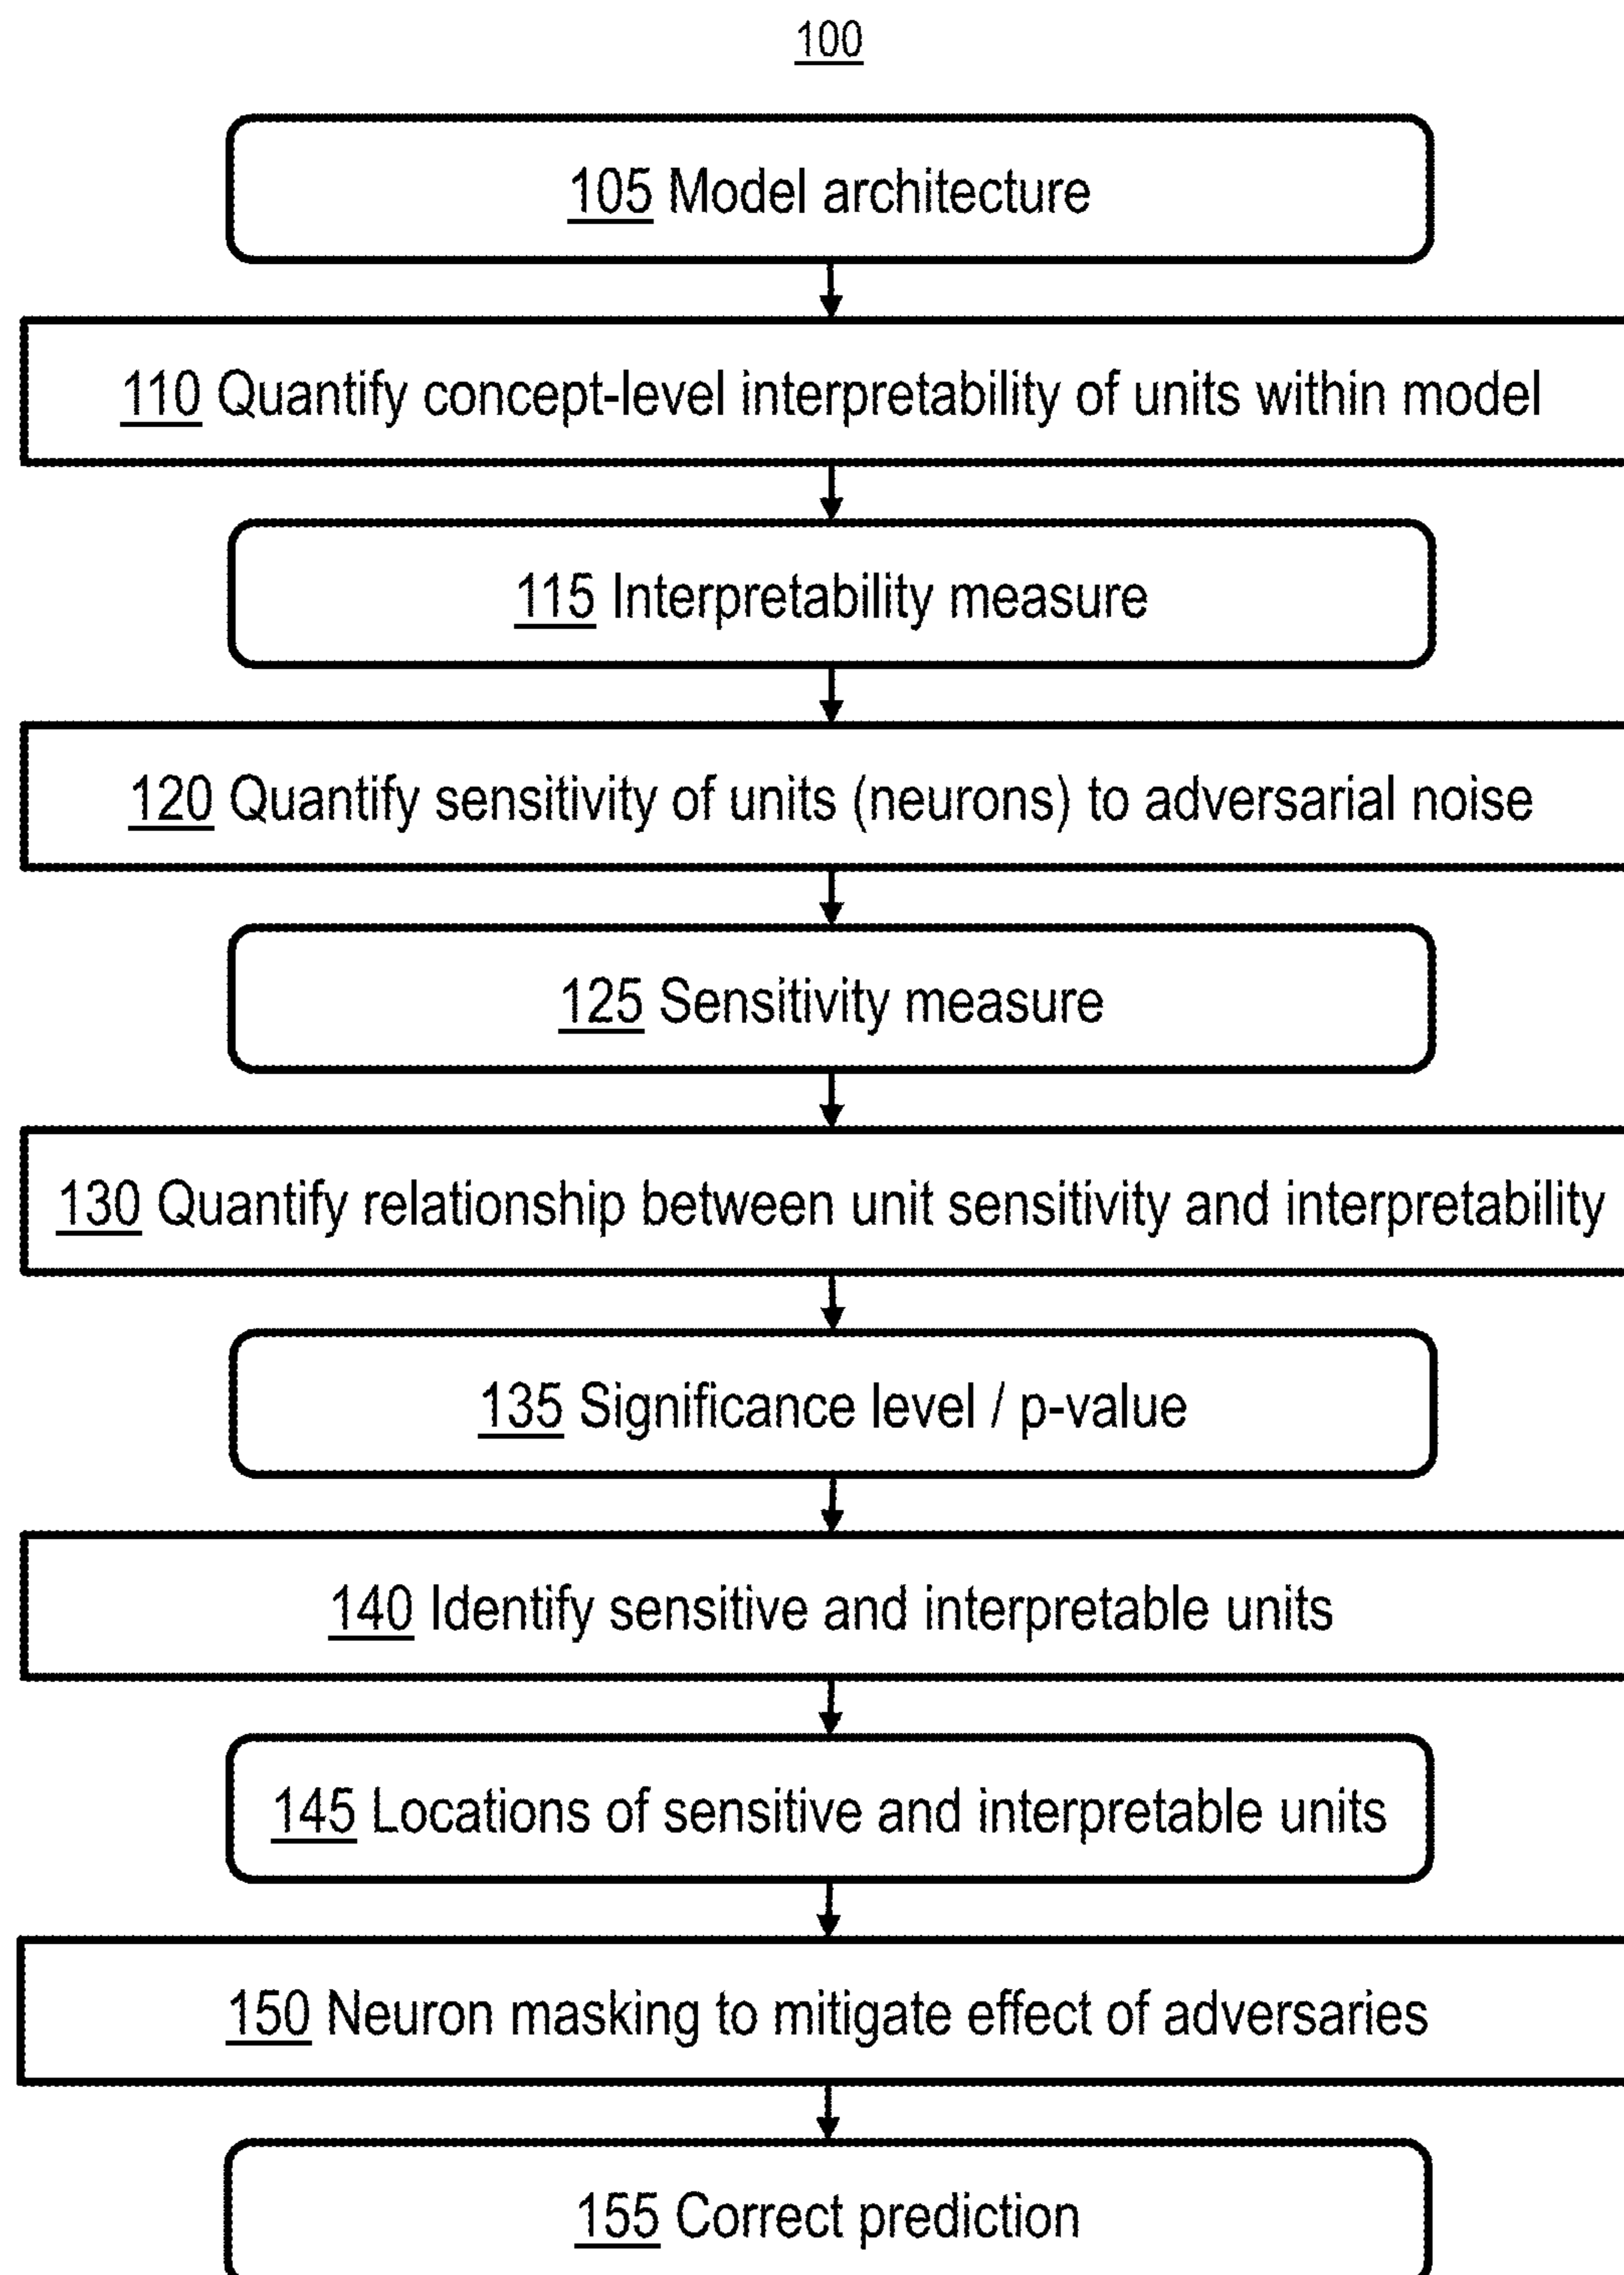 100
105 Model architecture
110 Quantify concept-level interpretability of units within model
115 Interpretability measure
120 Quantify sensitivity of units (neurons) to adversarial noise
125 Sensitivity measure
130 Quantify relationship between unit sensitivity and interpretability
135 Significance level / p-value
140 Identify sensitive and interpretable units
145 Locations of sensitive and interpretable units
150 Neuron masking to mitigate effect of adversaries
155 Correct prediction